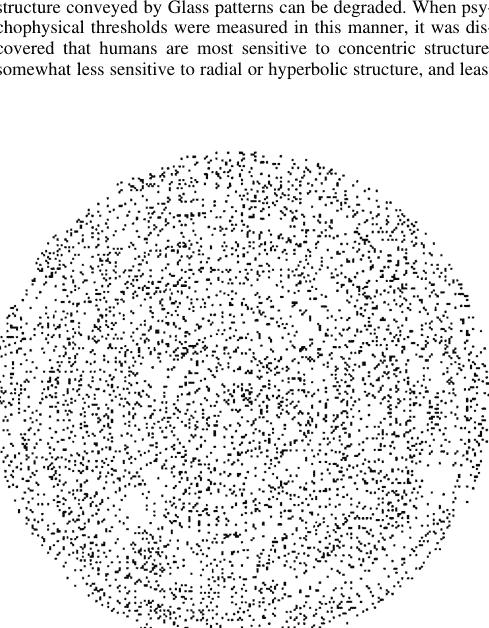 structure conveyed by Glass patterns can be degraded. When psy-
chophysical thresholds were measured in this manner, it was dis-
covered that humans are most sensitive to concentric structure
somewhat less sensitive to radial or hyperbolic structure, and leas